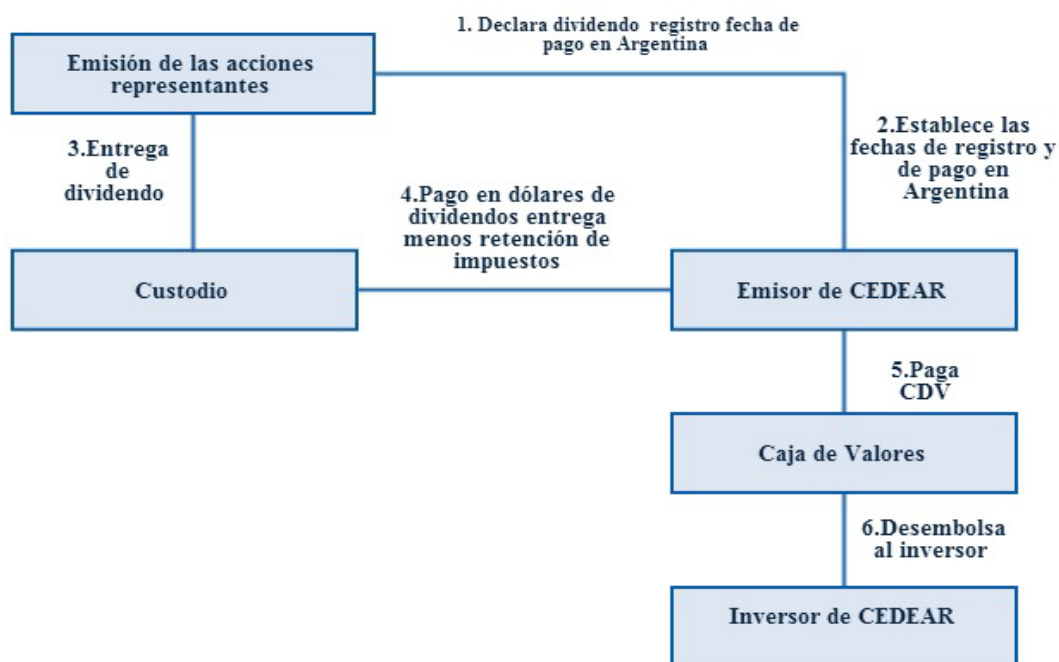 1. Declara dividendo registro fecha de
pago en Argentina
Emisión de las acciones
representantes
2.Establece las
fechas de registro y
de pago en
Argentina
3.Entrega
de
dividendo
4.Pago en dólares de
dividendos entrega
menos retención de
impuestos
Custodio
Emisor de CEDEAR
5.Paga
CDV
Caja de Valores
6.Desembolsa
al inversor
Inversor de CEDEAR